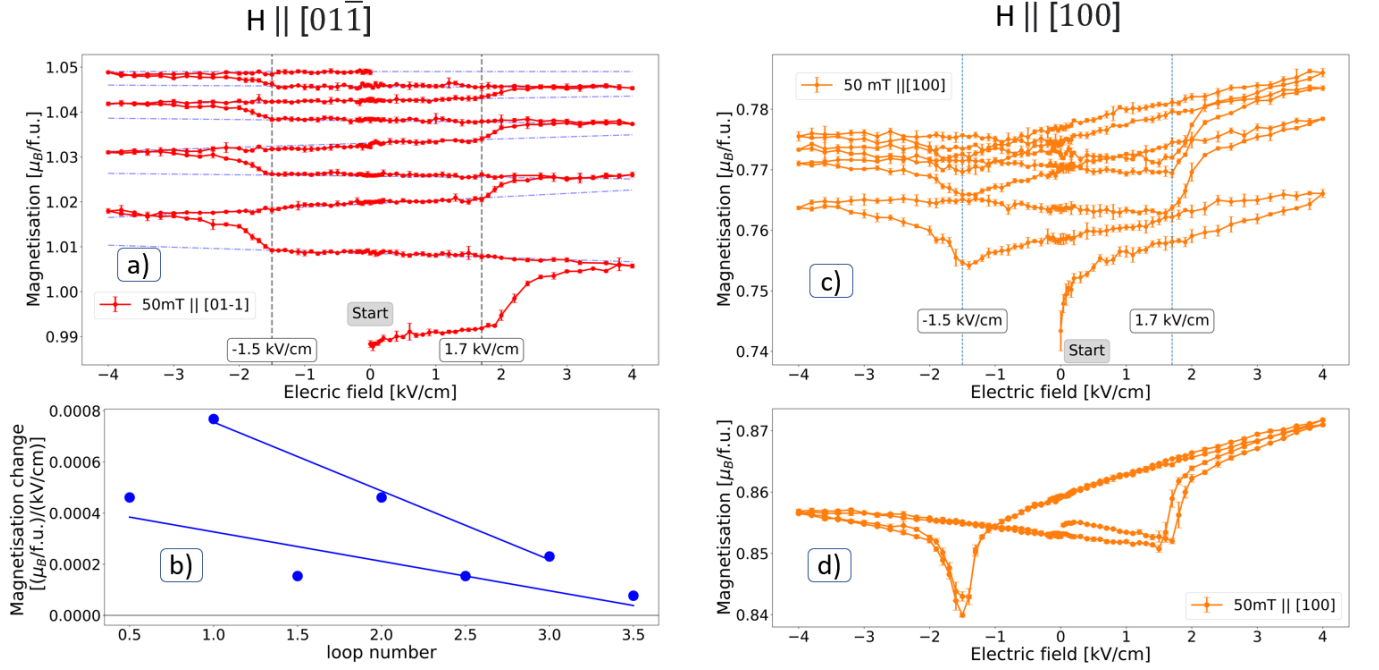 H || [011̅]
H || [100]
a)
Magnetisation [μB/f.u.]
1.05
1.04
1.03
1.02
1.01
1.00
0.99
50mT || [01-1]
Start
-1.5 kV/cm
1.7 kV/cm
−4
−3
−2
−1
0
1
2
3
4
Elecric field [kV/cm]
c)
Magnetisation [μB/f.u.]
0.78
0.77
0.76
0.75
0.74
50 mT ||[100]
-1.5 kV/cm
1.7 kV/cm
Start
−4
−3
−2
−1
0
1
2
3
4
Electric field [kV/cm]
b)
Magnetisation change
[(μB/f.u.)/(kV/cm)]
0.0008
0.0006
0.0004
0.0002
0.0000
0.5
1.0
1.5
2.0
2.5
3.0
3.5
loop number
d)
Magnetisation [μB/f.u.]
0.87
0.86
0.85
0.84
50mT || [100]
−4
−3
−2
−1
0
1
2
3
4
Electric field [kV/cm]